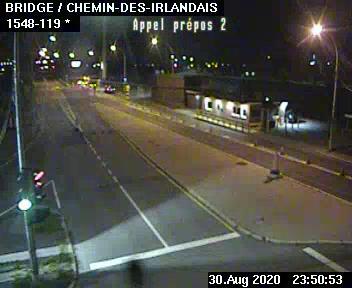 BRIDGE / CHEMIN-DES-IRLANDAIS
1548-119 *
Appel prépos 2
30.Aug 2020 23:50:53